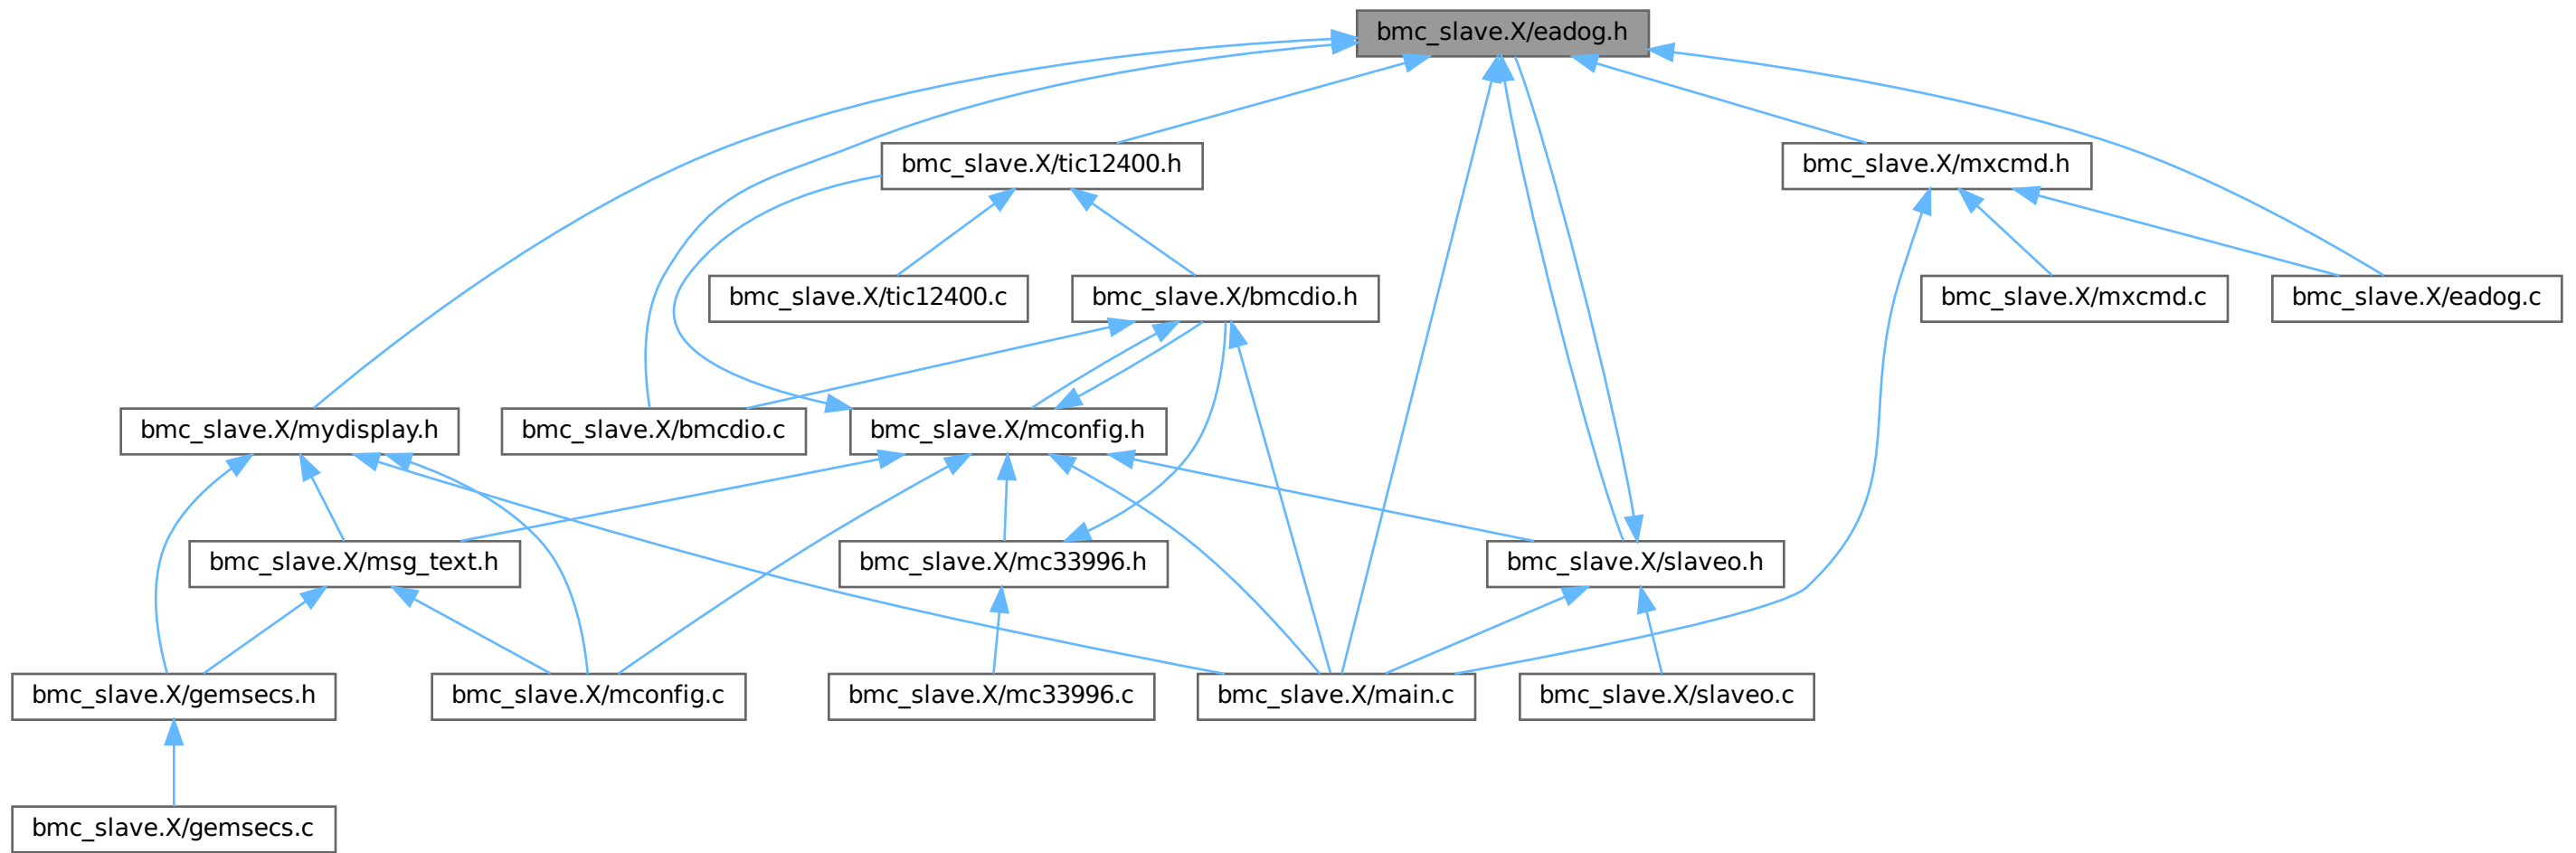 bmc_slave.X/eadog.h
bmc_slave.X/tic12400.h
bmc_slave.X/mxcmd.h
bmc_slave.X/tic12400.c
bmc_slave.X/bmcdio.h
bmc_slave.X/mxcmd.c
bmc_slave.X/eadog.c
bmc_slave.X/mydisplay.h
bmc_slave.X/bmcdio.c
bmc_slave.X/mconfig.h
bmc_slave.X/msg_text.h
bmc_slave.X/mc33996.h
bmc_slave.X/slaveo.h
bmc_slave.X/gemsecs.h
bmc_slave.X/mconfig.c
bmc_slave.X/mc33996.c
bmc_slave.X/main.c
bmc_slave.X/slaveo.c
bmc_slave.X/gemsecs.c